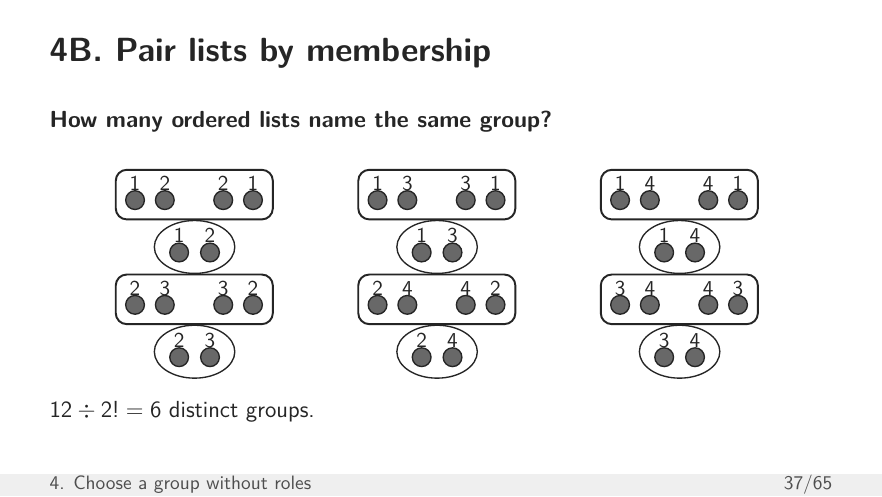 4B. Pair lists by membership
How many ordered lists name the same group?
1 2 2 1 1 3 3 1 1 4 4 1
1 2 1 3 1 4
2 3 3 2 2 4 4 2 3 4 4 3
2 3 2 4 3 4
12 ÷ 2! = 6 distinct groups.
4. Choose a group without roles 37/65